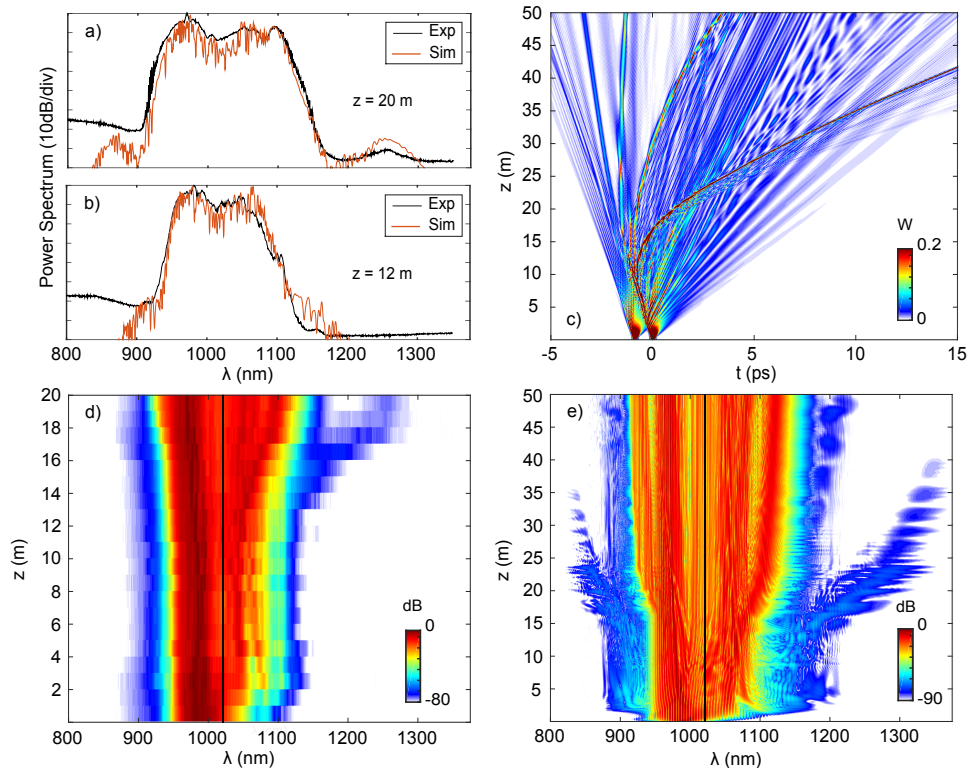 a)
Exp
Sim
z = 20 m
b)
Exp
Sim
z = 12 m
Power Spectrum (10dB/div)
800 900 1000 1100 1200 1300
λ (nm)
50
45
40
35
30
25
20
15
10
5
z (m)
W
0.2
0
c)
-5 0 5 10 15
t (ps)
20
18
16
14
12
10
8
6
4
2
z (m)
d)
dB
0
-80
800 900 1000 1100 1200 1300
λ (nm)
50
45
40
35
30
25
20
15
10
5
z (m)
e)
dB
0
-90
800 900 1000 1100 1200 1300
λ (nm)